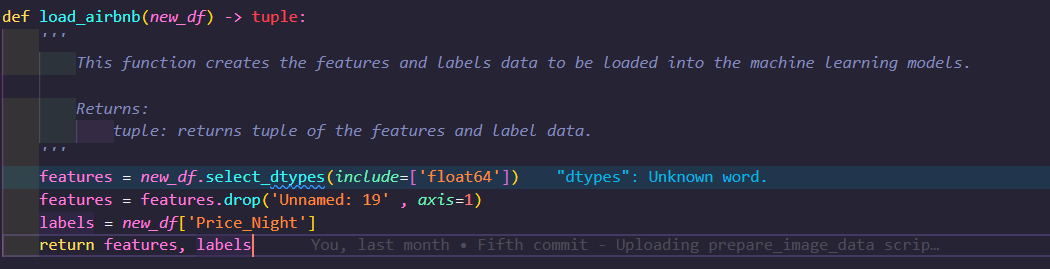 def load_airbnb(new_df) -> tuple:
'''
This function creates the features and labels data to be loaded into the machine learning models.
Returns:
tuple: returns tuple of the features and label data.
'''
features = new_df.select_dtypes(include=['float64']) "dtypes": Unknown word.
features = features.drop('Unnamed: 19' , axis=1)
labels = new_df['Price_Night']
return features, labels You, last month • Fifth commit - Uploading prepare_image_data scrip…